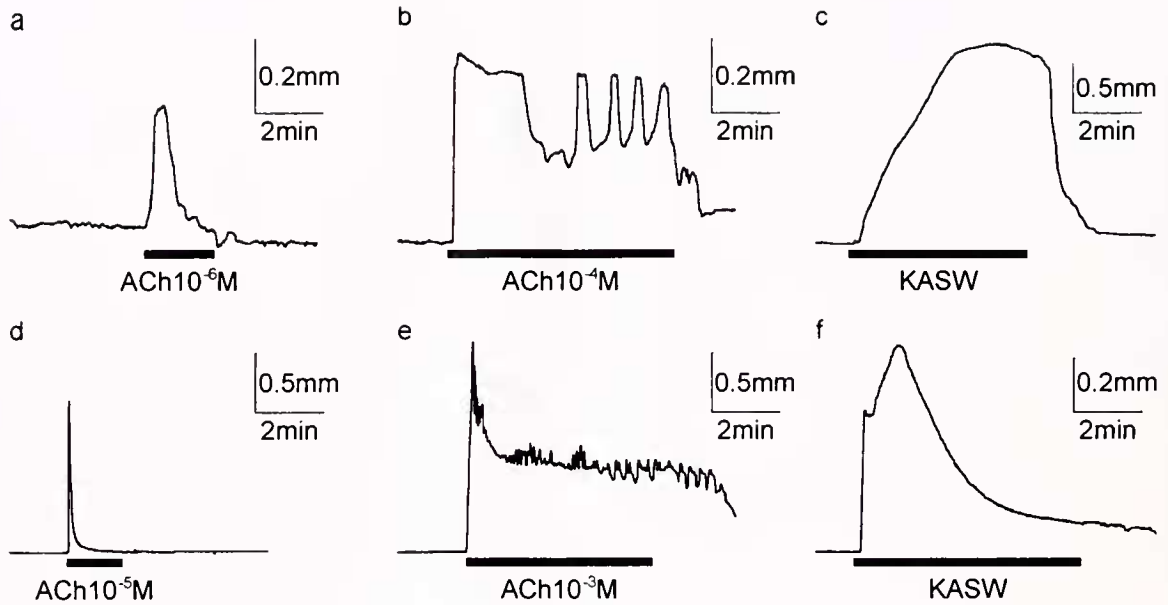 a
0.2mm
2min
ACh10⁻⁶M
b
0.2mm
2min
ACh10⁻⁴M
c
0.5mm
2min
KASW
d
0.5mm
2min
ACh10⁻⁵M
e
0.5mm
2min
ACh10⁻³M
f
0.2mm
2min
KASW